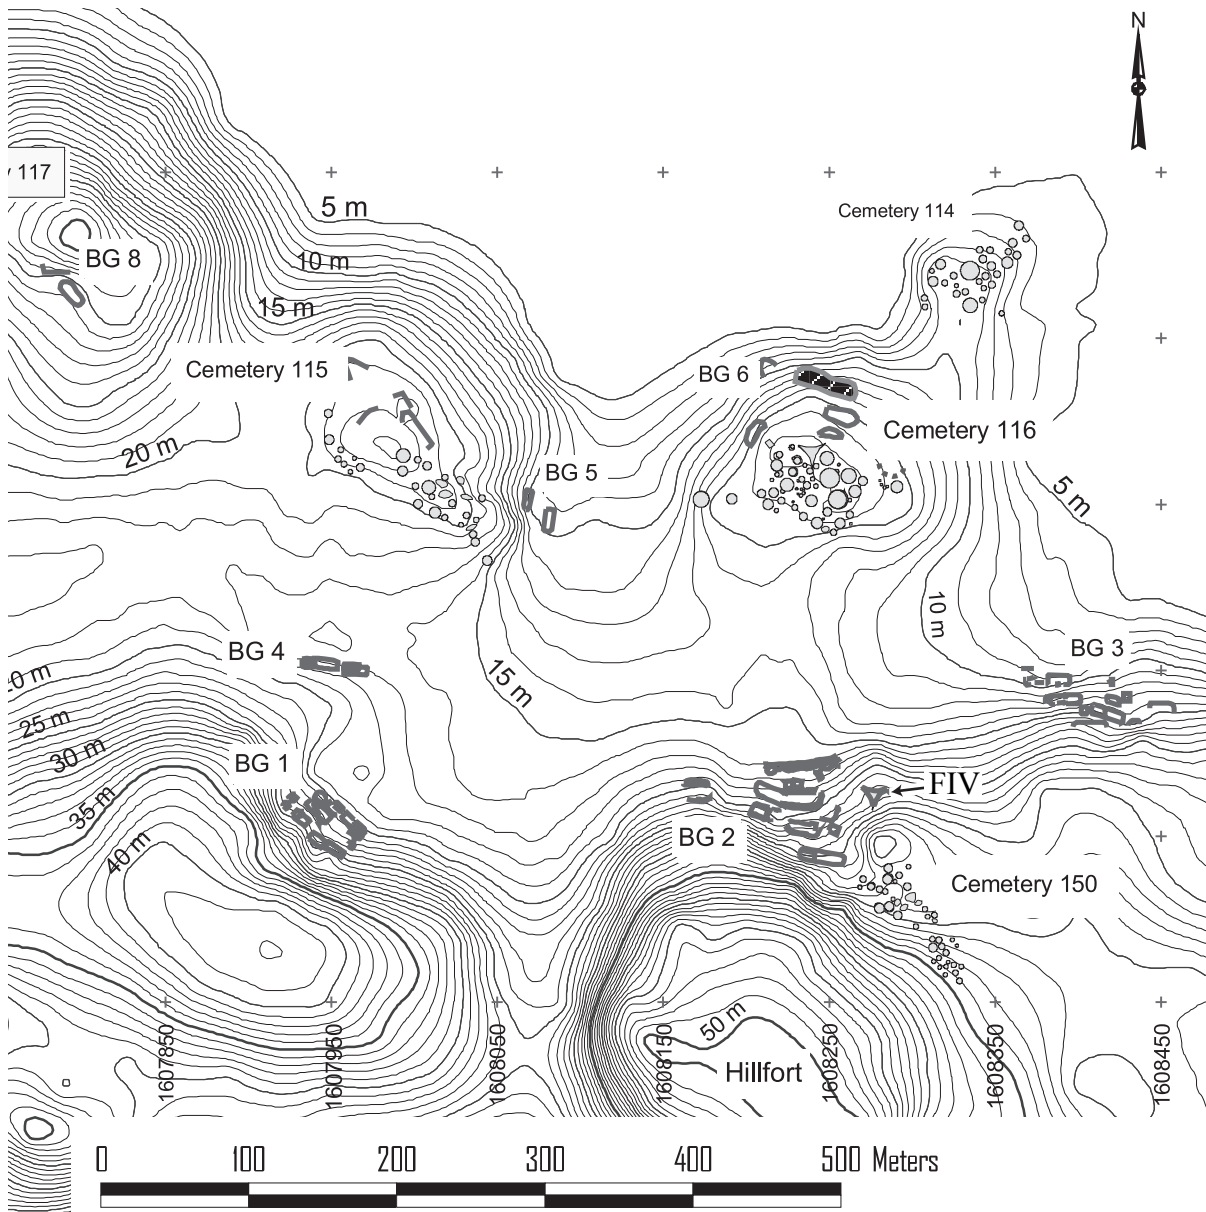 N
117
Cemetery 114
5 m
BG 8
10 m
15 m
Cemetery 115
BG 6
Cemetery 116
20 m
BG 5
5 m
10 m
BG 4
BG 3
15 m
0 m
25 m
30 m
BG 1
35 m
FIV
BG 2
40 m
Cemetery 150
50 m
Hillfort
1607850
1607950
1608050
1608150
1608250
1608350
1608450
0 100 200 300 400 500 Meters